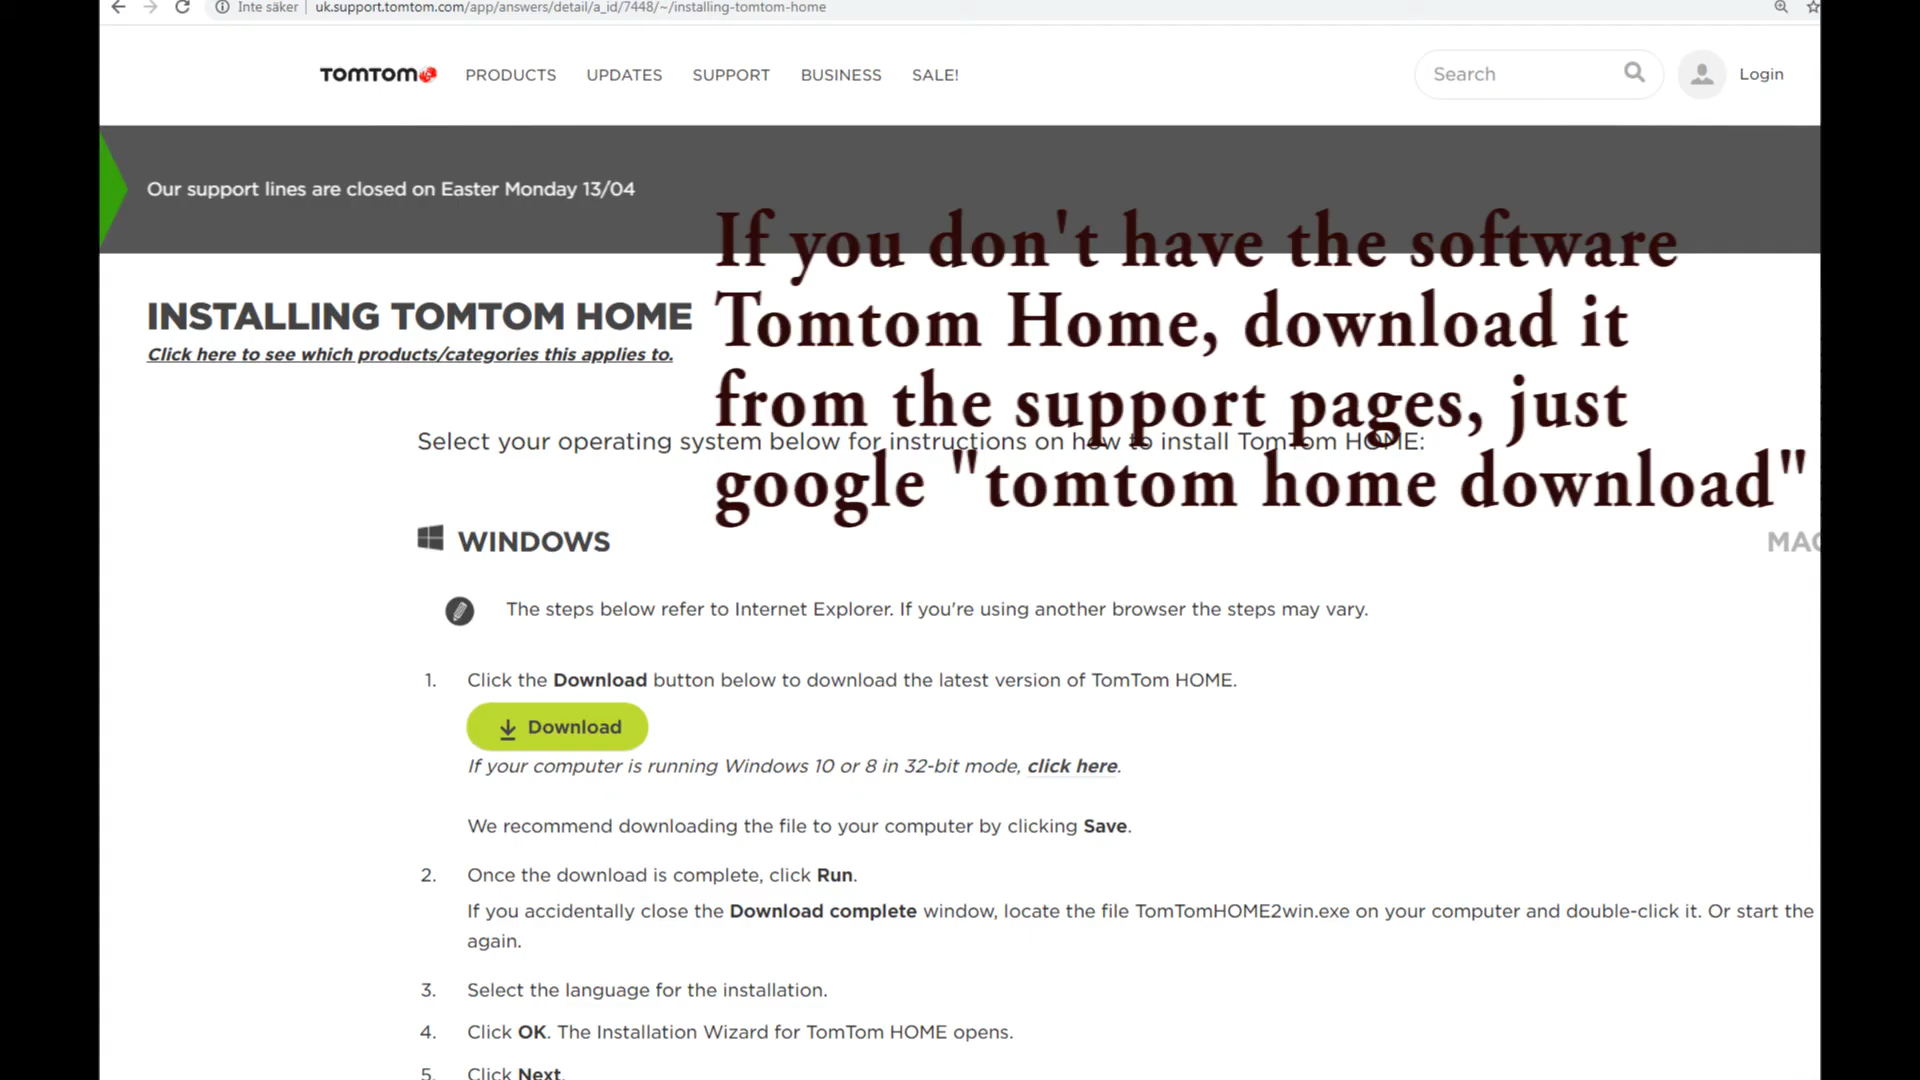 Inte säker | uk.support.tomtom.com/app/answers/detail/a_id/7448/~/installing-tomtom-home
TOMTOM PRODUCTS UPDATES SUPPORT BUSINESS SALE! Search Login
Our support lines are closed on Easter Monday 13/04
If you don't have the software
Tomtom Home, download it
from the support pages, just
google "tomtom home download"
INSTALLING TOMTOM HOME
Click here to see which products/categories this applies to.
Select your operating system below for instructions on how to install TomTom HOME:
WINDOWS
The steps below refer to Internet Explorer. If you're using another browser the steps may vary.
1. Click the Download button below to download the latest version of TomTom HOME.
Download
If your computer is running Windows 10 or 8 in 32-bit mode, click here.
We recommend downloading the file to your computer by clicking Save.
2. Once the download is complete, click Run.
If you accidentally close the Download complete window, locate the file TomTomHOME2win.exe on your computer and double-click it. Or start the
again.
3. Select the language for the installation.
4. Click OK. The Installation Wizard for TomTom HOME opens.
5. Click Next.